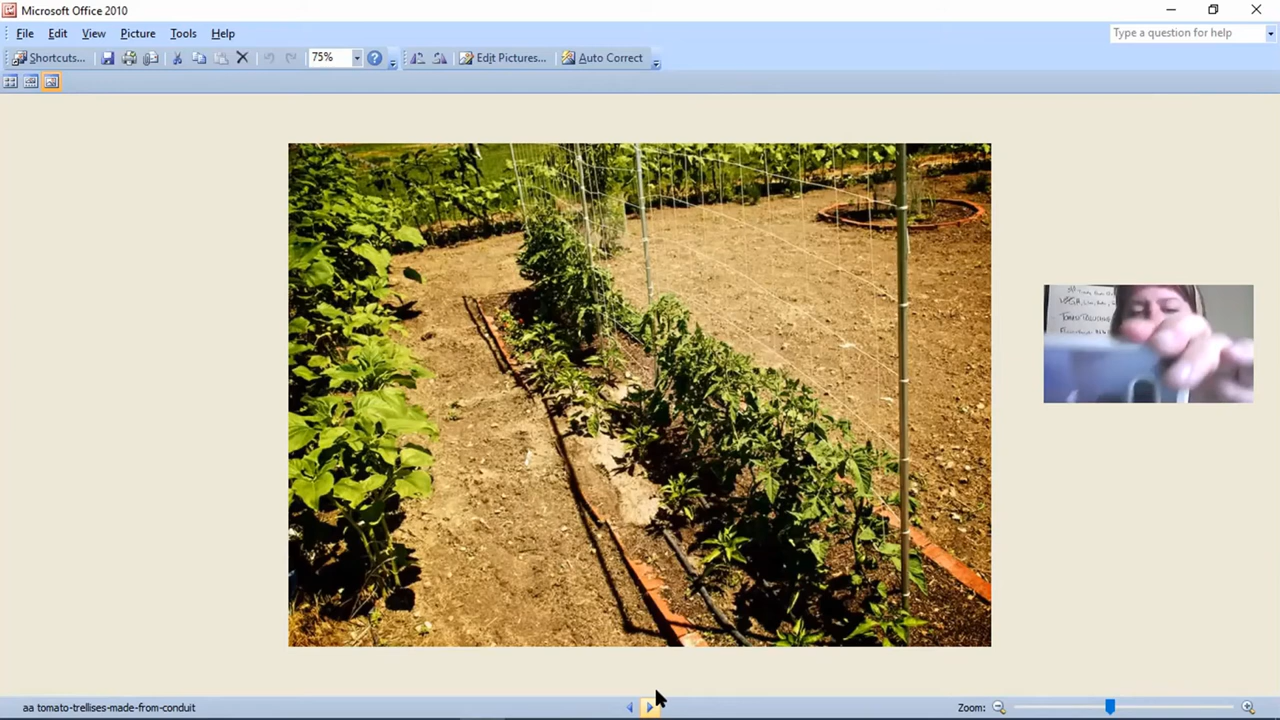 Microsoft Office 2010
File Edit View Picture Tools Help
Type a question for help
Shortcuts... 75% Edit Pictures... Auto Correct
aa tomato-trellises-made-from-conduit
Zoom: